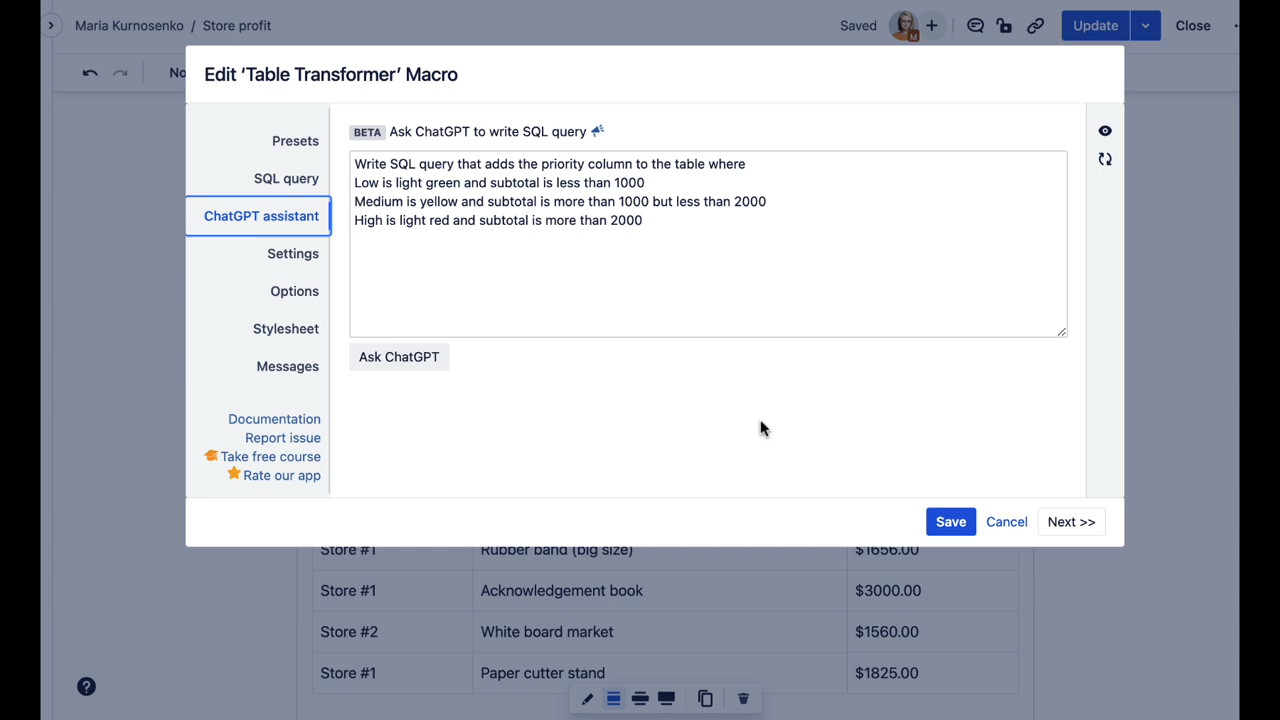 Maria Kurnosenko / Store profit
Saved
M
Update
Close
No
Edit ‘Table Transformer’ Macro
Presets
SQL query
ChatGPT assistant
Settings
Options
Stylesheet
Messages
Documentation
Report issue
Take free course
Rate our app
BETA Ask ChatGPT to write SQL query
Write SQL query that adds the priority column to the table where
Low is light green and subtotal is less than 1000
Medium is yellow and subtotal is more than 1000 but less than 2000
High is light red and subtotal is more than 2000
Ask ChatGPT
Save Cancel Next >>
Store #1 Rubber band (big size) $1656.00
Store #1 Acknowledgement book $3000.00
Store #2 White board market $1560.00
Store #1 Paper cutter stand $1825.00